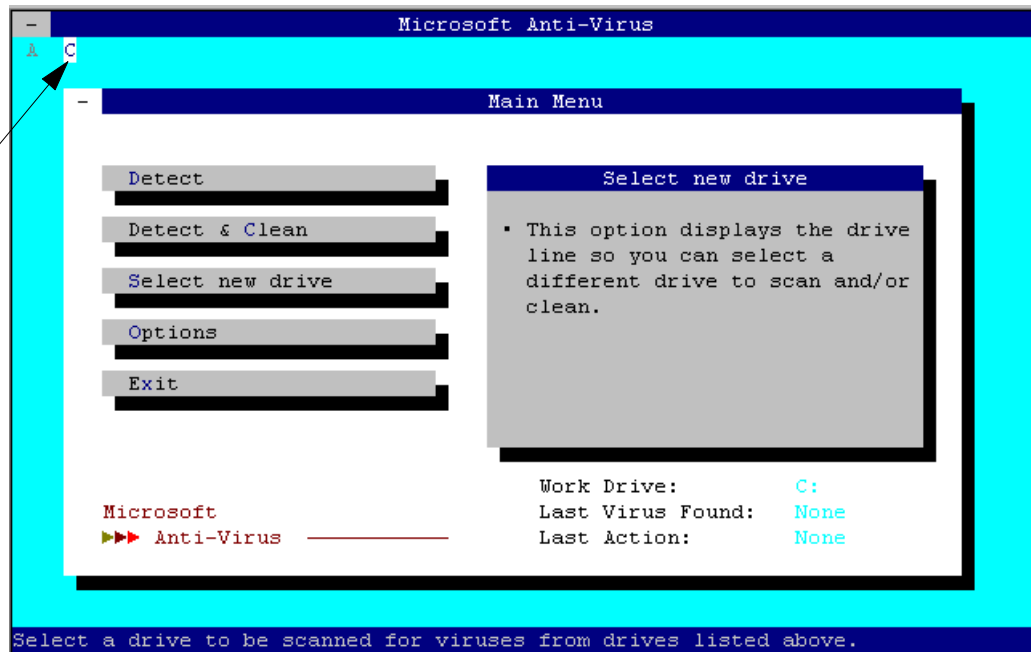 Microsoft Anti-Virus
A C
Main Menu
Detect
Detect & Clean
Select new drive
Options
Exit
Select new drive
▪ This option displays the drive
line so you can select a
different drive to scan and/or
clean.
Microsoft
Anti-Virus
Work Drive: C:
Last Virus Found: None
Last Action: None
Select a drive to be scanned for viruses from drives listed above.